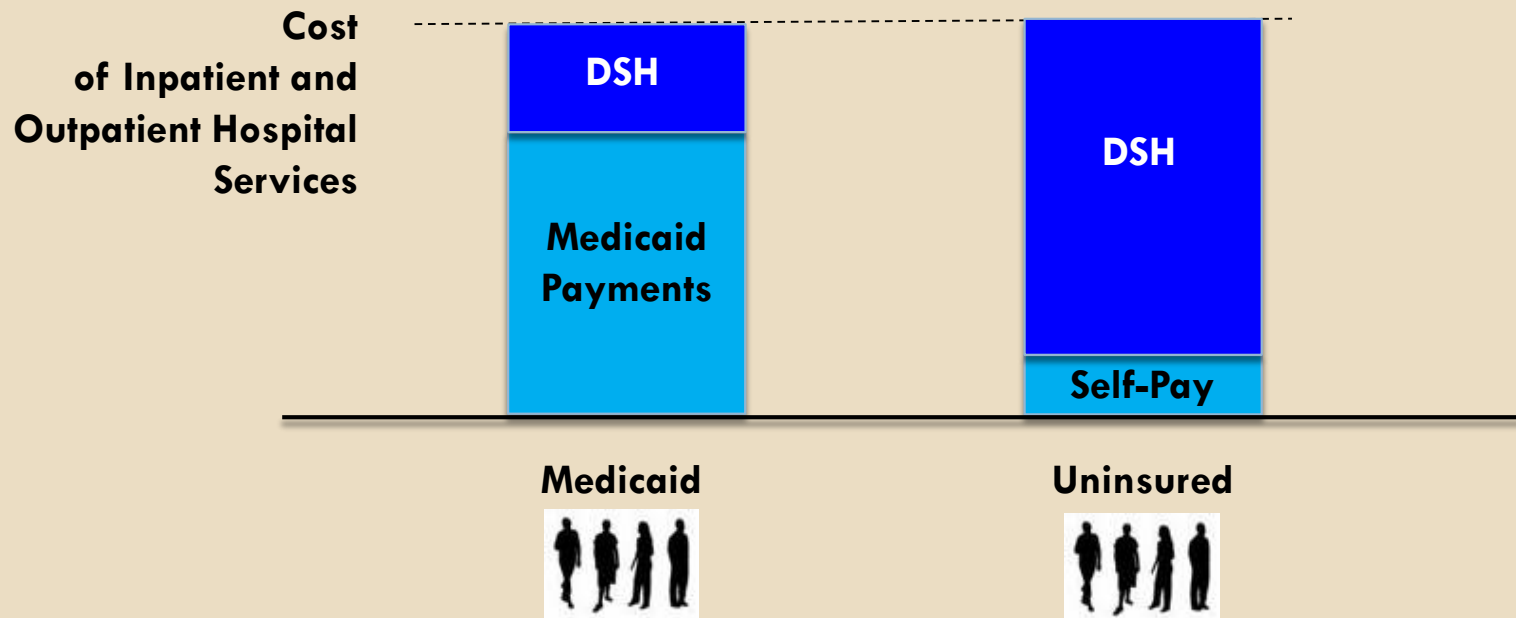 Cost
of Inpatient and
Outpatient Hospital
Services
DSH
Medicaid
Payments
DSH
Self-Pay
Medicaid
Uninsured